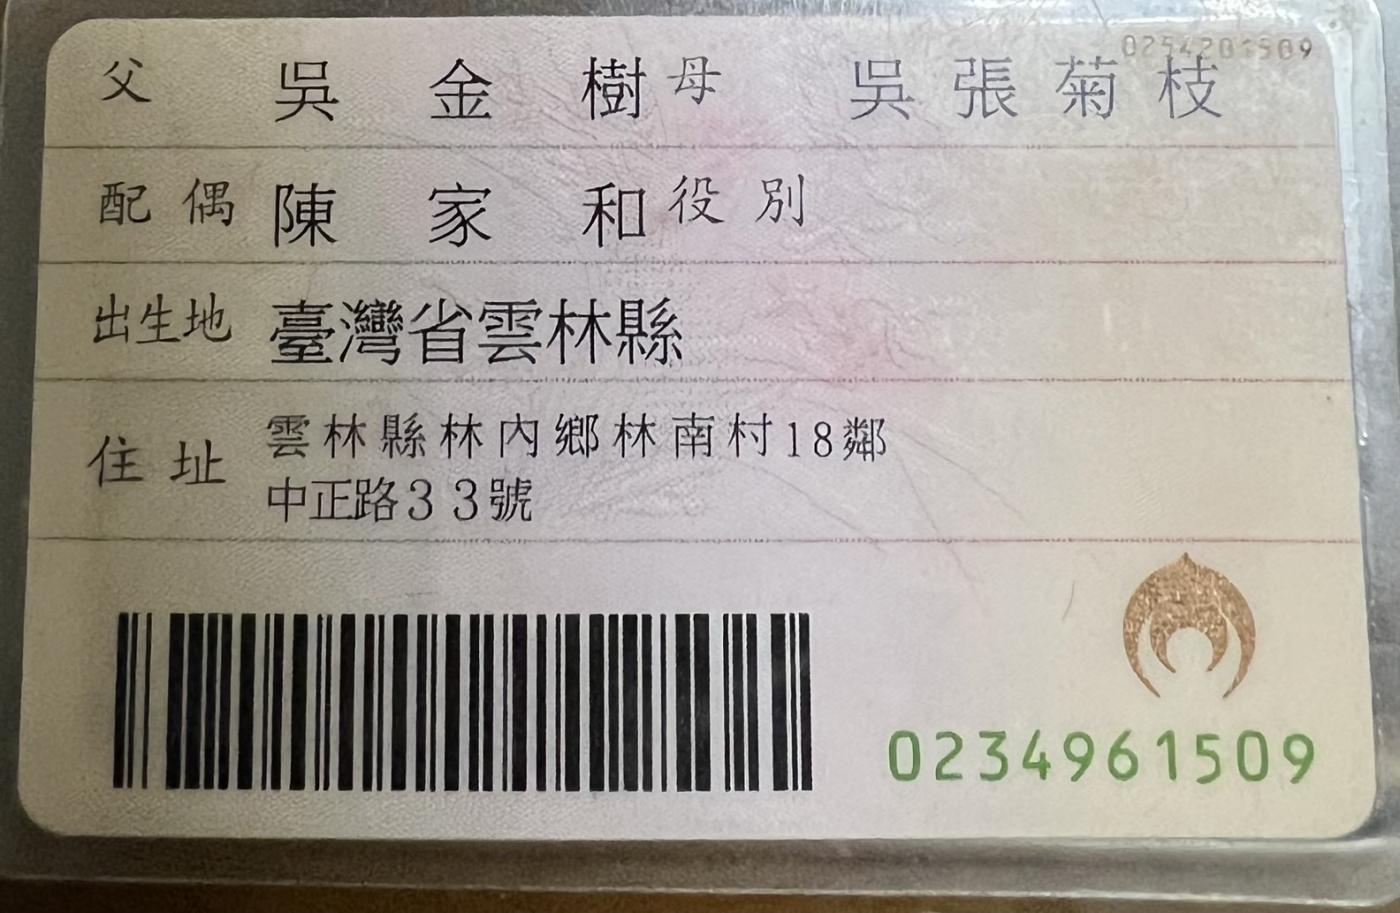 0254201509
父 吳金樹 母 吳張菊枝
配偶 陳家和 役別
出生地 臺灣省雲林縣
住址 雲林縣林內鄉林南村18鄰
中正路33號
0234961509